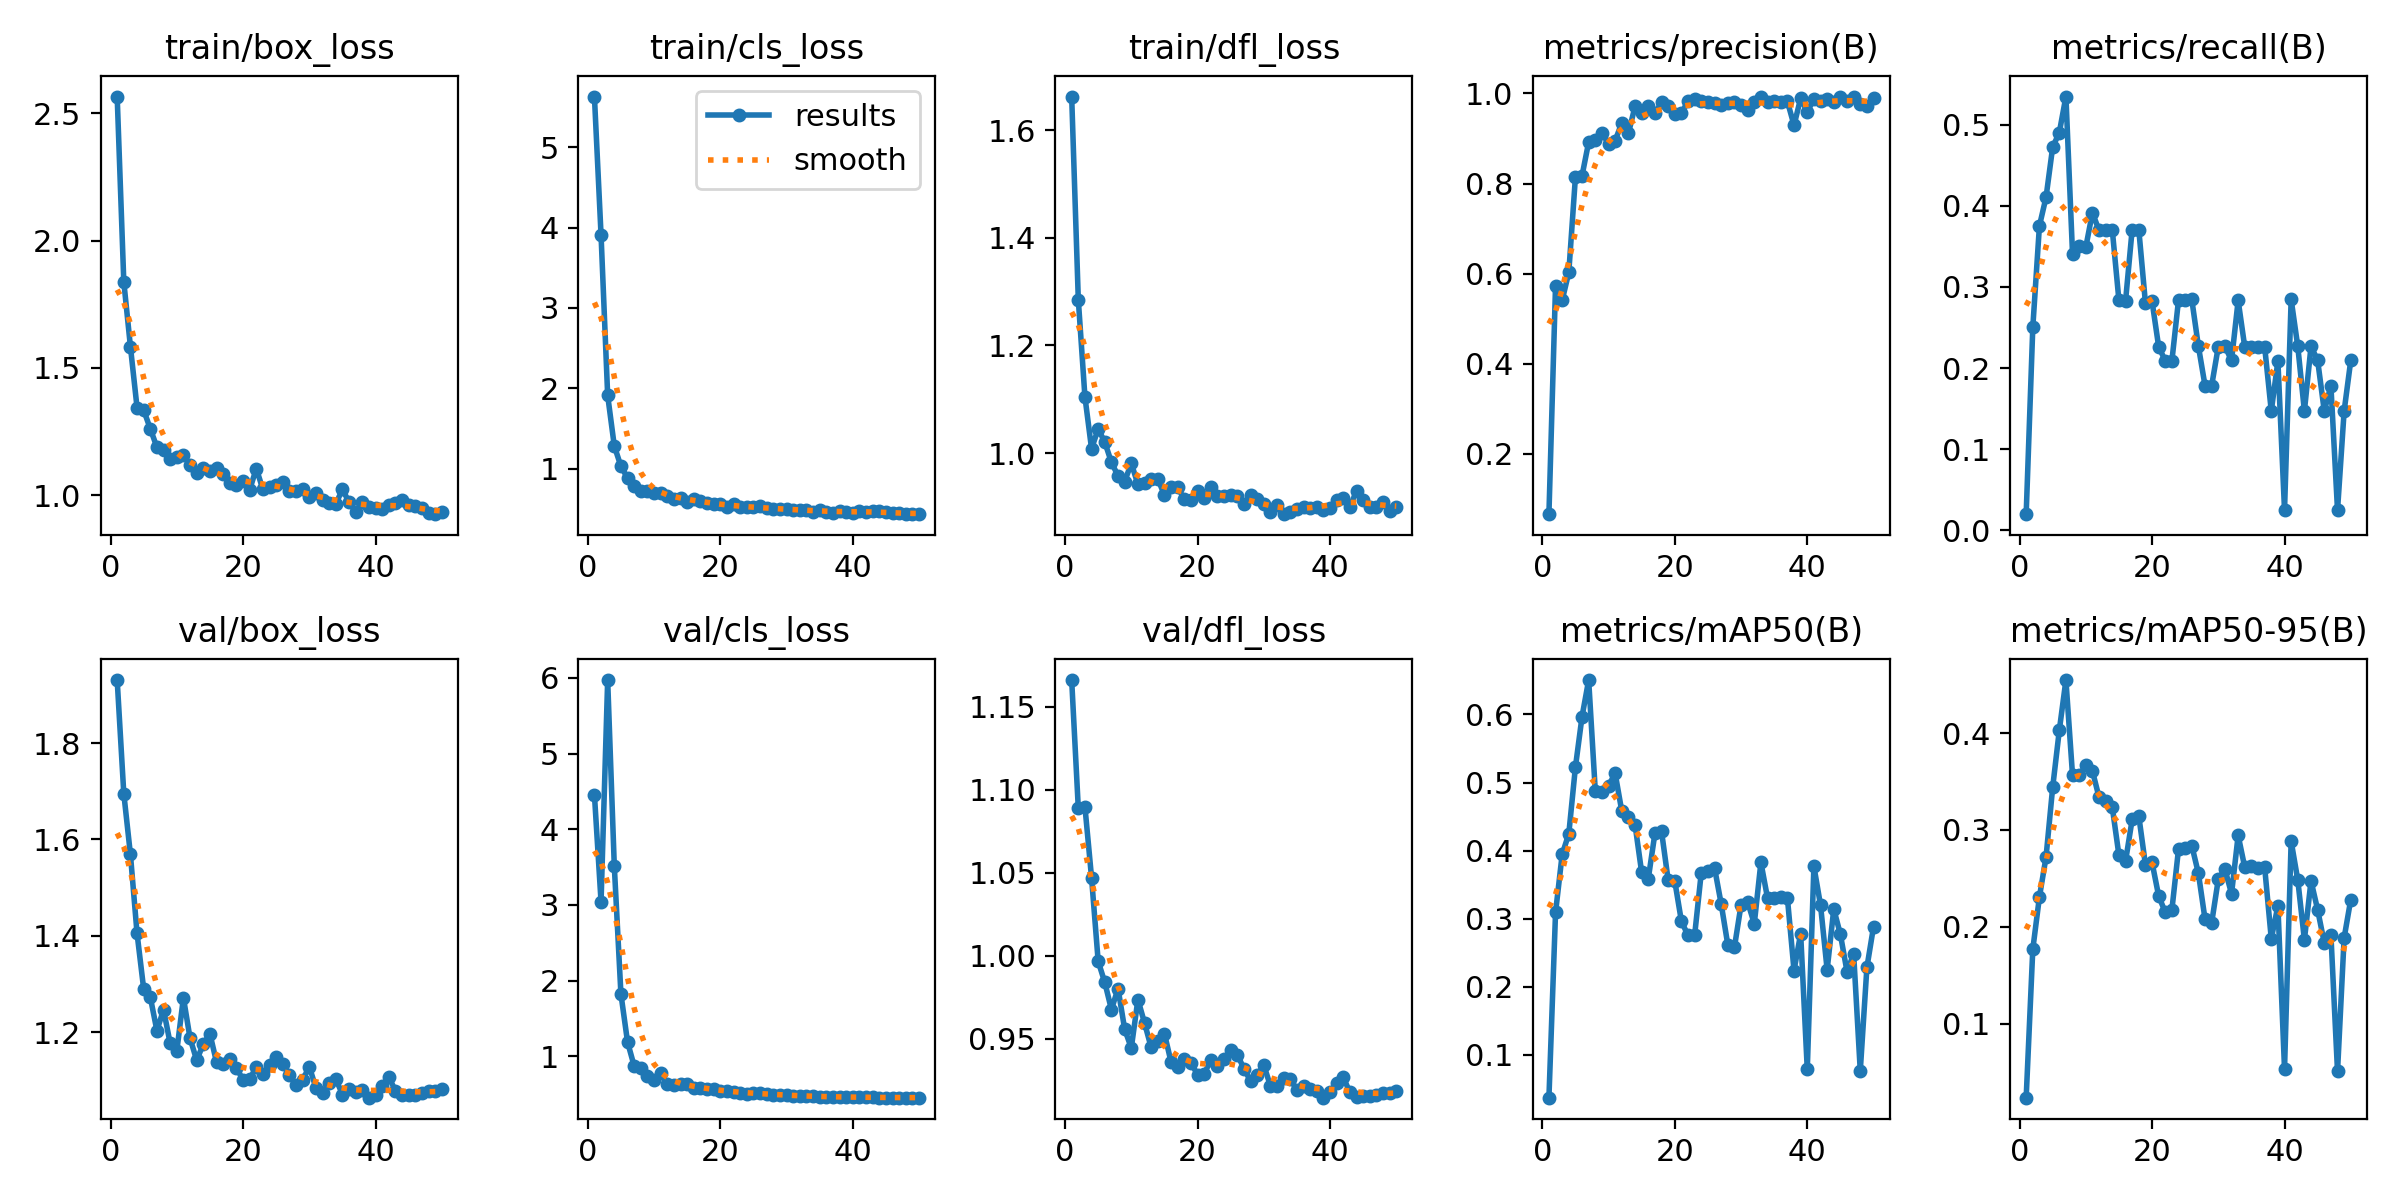 train/box_loss
2.5
2.0
1.5
1.0
0 20 40
train/cls_loss
results
smooth
5
4
3
2
1
0 20 40
train/dfl_loss
1.6
1.4
1.2
1.0
0 20 40
metrics/precision(B)
1.0
0.8
0.6
0.4
0.2
0 20 40
metrics/recall(B)
0.5
0.4
0.3
0.2
0.1
0.0
0 20 40
val/box_loss
1.8
1.6
1.4
1.2
0 20 40
val/cls_loss
6
5
4
3
2
1
0 20 40
val/dfl_loss
1.15
1.10
1.05
1.00
0.95
0 20 40
metrics/mAP50(B)
0.6
0.5
0.4
0.3
0.2
0.1
0 20 40
metrics/mAP50-95(B)
0.4
0.3
0.2
0.1
0 20 40